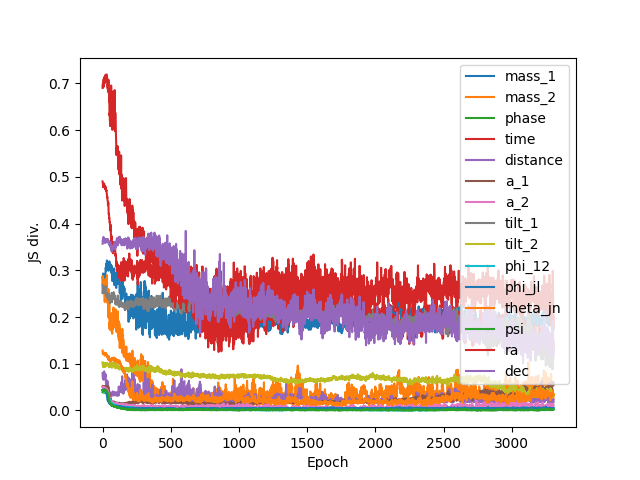 JS div.
0.7
0.6
0.5
0.4
0.3
0.2
0.1
0.0
0
500
1000
1500
2000
2500
3000
Epoch
mass_1
mass_2
phase
time
distance
a_1
a_2
tilt_1
tilt_2
phi_12
phi_jl
theta_jn
psi
ra
dec